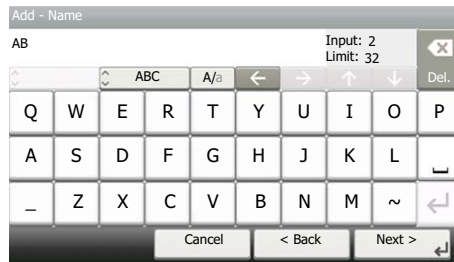 Add - Name
AB
Input: 2
Limit: 32
ABC A/a Del.
Q W E R T Y U I O P
A S D F G H J K L
_ Z X C V B N M ~
Cancel < Back Next >